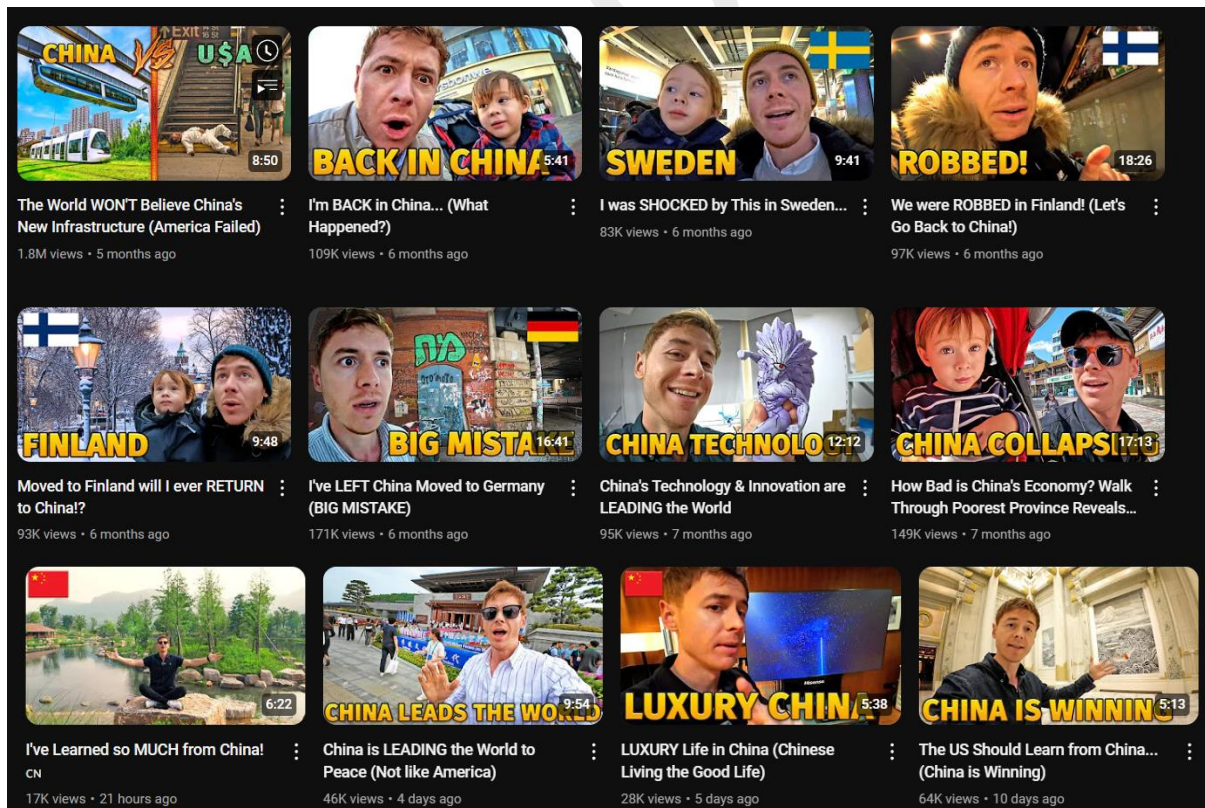 CHINA VS U$A
Exit
8:50
BACK IN CHINA
5:41
SWEDEN
9:41
ROBBED!
18:26
The World WON'T Believe China's
New Infrastructure (America Failed)
1.8M views • 5 months ago
I'm BACK in China... (What
Happened?)
109K views • 6 months ago
I was SHOCKED by This in Sweden...
83K views • 6 months ago
We were ROBBED in Finland! (Let's
Go Back to China!)
97K views • 6 months ago
FINLAND
9:48
BIG MISTAKE
16:41
CHINA TECHNOLO
12:12
CHINA COLLAPSING
17:13
Moved to Finland will I ever RETURN
to China!?
93K views • 6 months ago
I've LEFT China Moved to Germany
(BIG MISTAKE)
171K views • 6 months ago
China's Technology & Innovation are
LEADING the World
95K views • 7 months ago
How Bad is China's Economy? Walk
Through Poorest Province Reveals...
149K views • 7 months ago
6:22
CHINA LEADS THE WORLD
9:54
LUXURY CHINA
Hisense
5:38
CHINA IS WINNING
5:13
I've Learned so MUCH from China!
CN
17K views • 21 hours ago
China is LEADING the World to
Peace (Not like America)
46K views • 4 days ago
LUXURY Life in China (Chinese
Living the Good Life)
28K views • 5 days ago
The US Should Learn from China...
(China is Winning)
64K views • 10 days ago